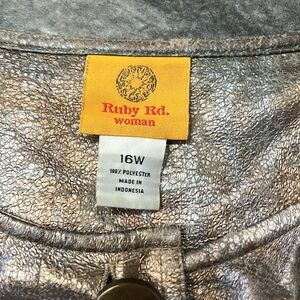 Ruby Rd.
woman
16W
100% POLYESTER
MADE IN
INDONESIA